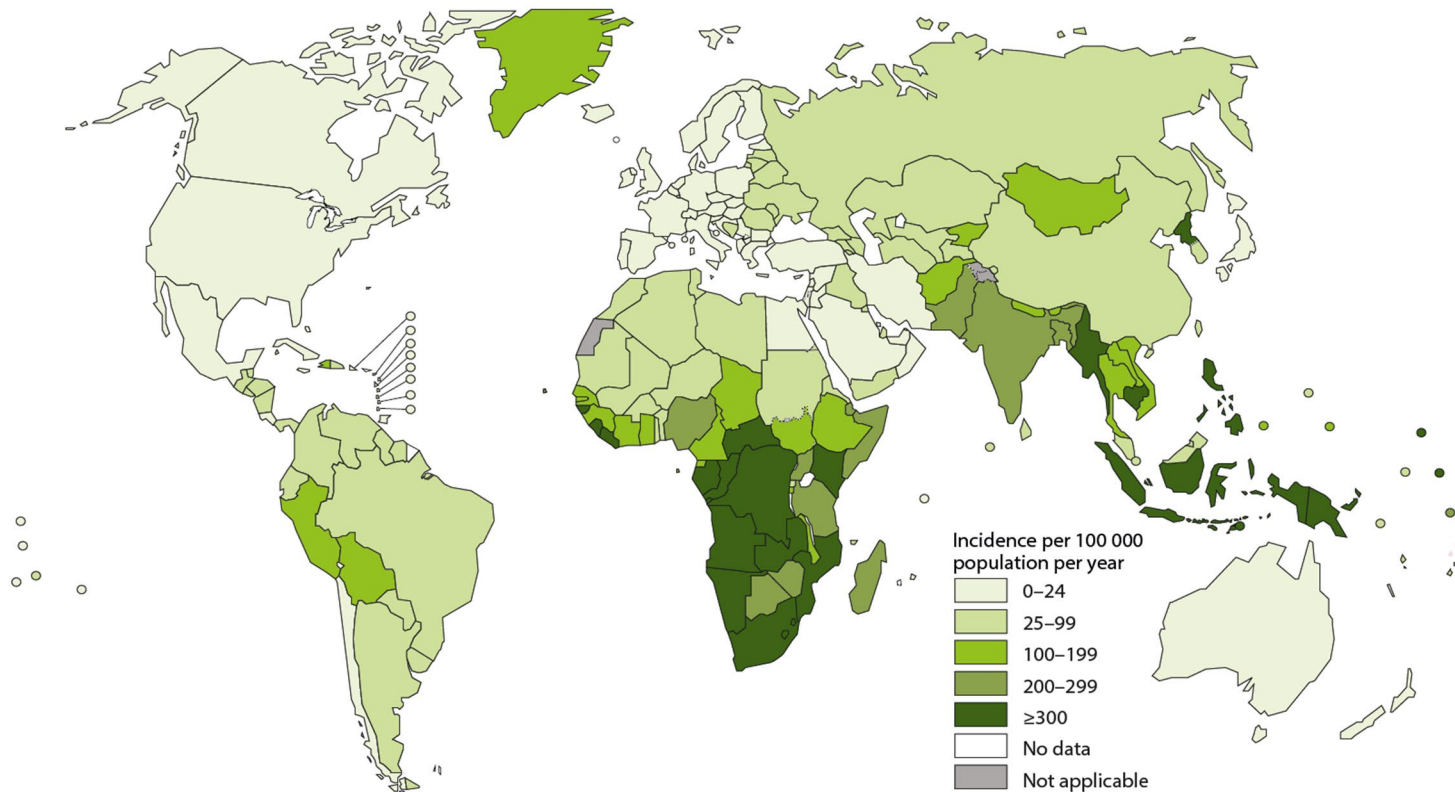 Incidence per 100 000
population per year
0–24
25–99
100–199
200–299
≥300
No data
Not applicable